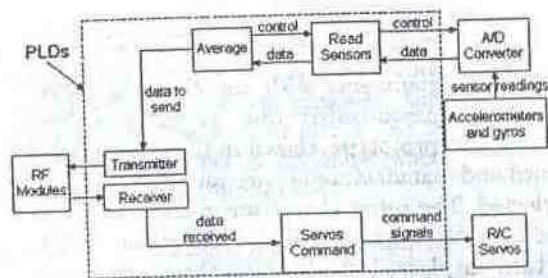 PLDs
Average
control
data
Read
Sensors
control
data
A/D
Converter
sensor readings
Accelerometers
and gyros
data to
send
RF
Modules
Transmitter
Receiver
data
received
Servos
Command
command
signals
R/C
Servos